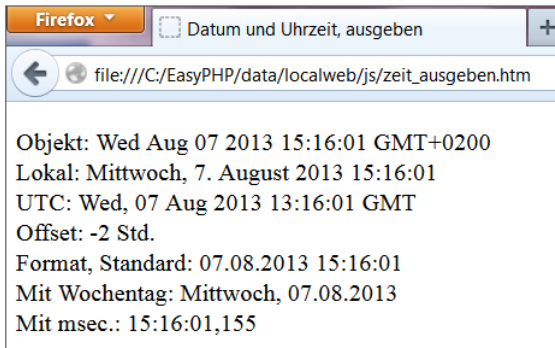 Firefox
Datum und Uhrzeit, ausgeben
file:///C:/EasyPHP/data/localweb/js/zeit_ausgeben.htm
Objekt: Wed Aug 07 2013 15:16:01 GMT+0200
Lokal: Mittwoch, 7. August 2013 15:16:01
UTC: Wed, 07 Aug 2013 13:16:01 GMT
Offset: -2 Std.
Format, Standard: 07.08.2013 15:16:01
Mit Wochentag: Mittwoch, 07.08.2013
Mit msec.: 15:16:01,155